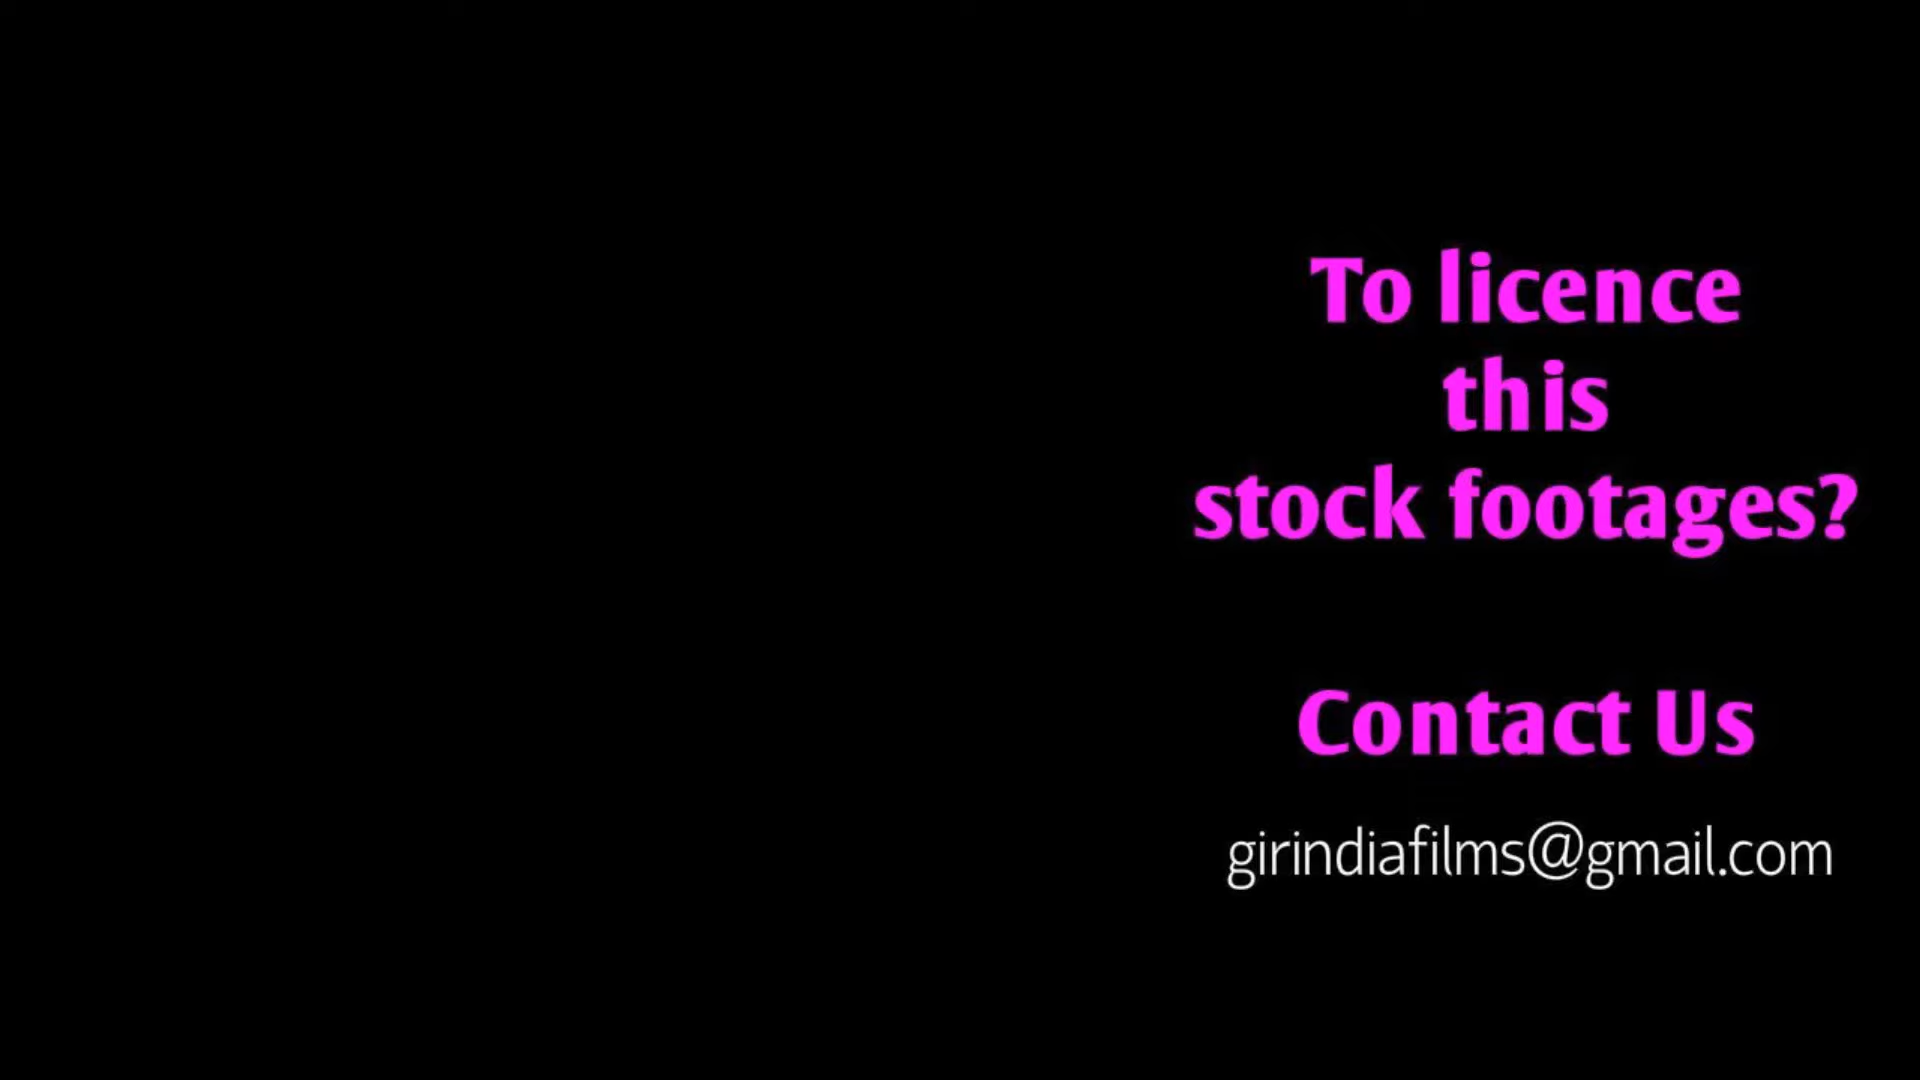 To licence
this
stock footages?
Contact Us
girindiafilms@gmail.com